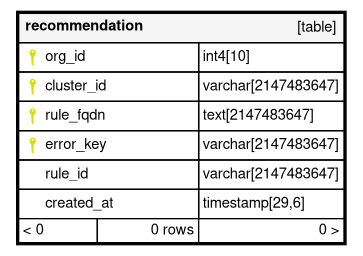 recommendation [table]
org_id int4[10]
cluster_id varchar[2147483647]
rule_fqdn text[2147483647]
error_key varchar[2147483647]
rule_id varchar[2147483647]
created_at timestamp[29,6]
< 0 0 rows 0 >